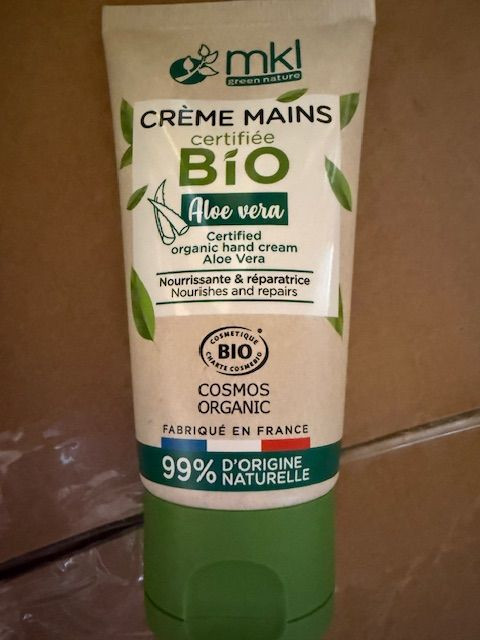 mkl
green nature
CRÈME MAINS
certifiée
BIO
Aloe vera
Certified
organic hand cream
Aloe Vera
Nourrissante & réparatrice
Nourishes and repairs
COSMETIQUE
BIO
CHARTE COSMEBIO
COSMOS
ORGANIC
FABRIQUÉ EN FRANCE
99% D'ORIGINE
NATURELLE